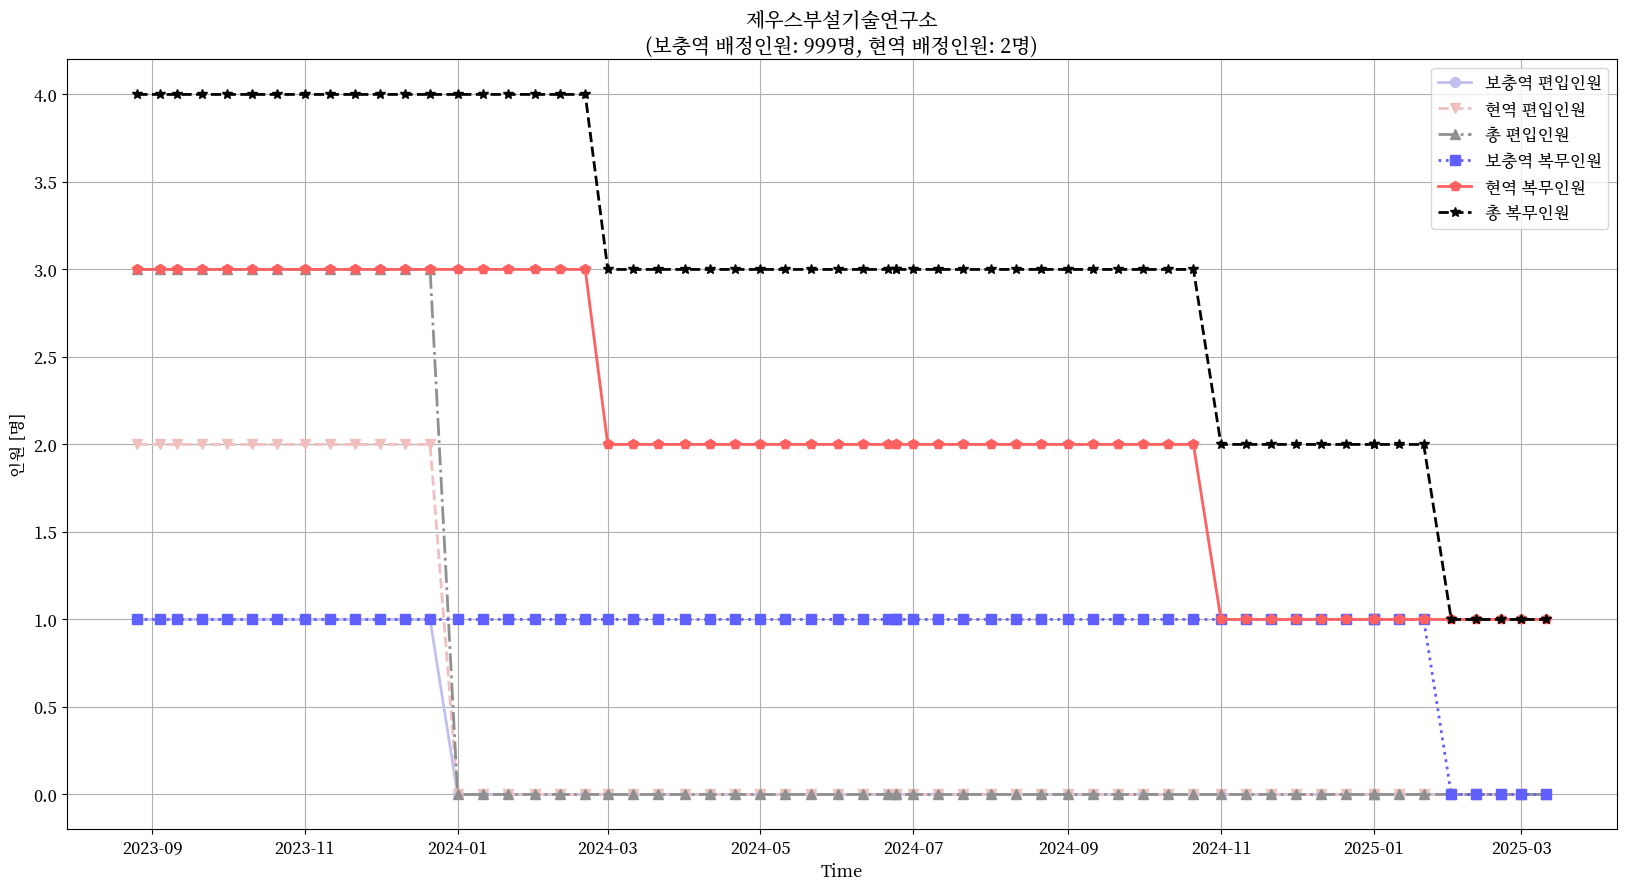 제우스부설기술연구소
(보충역 배정인원: 999명, 현역 배정인원: 2명)
보충역 편입인원
현역 편입인원
총 편입인원
보충역 복무인원
현역 복무인원
총 복무인원
인원 [명]
4.0
3.5
3.0
2.5
2.0
1.5
1.0
0.5
0.0
2023-09 2023-11 2024-01 2024-03 2024-05 2024-07 2024-09 2024-11 2025-01 2025-03
Time